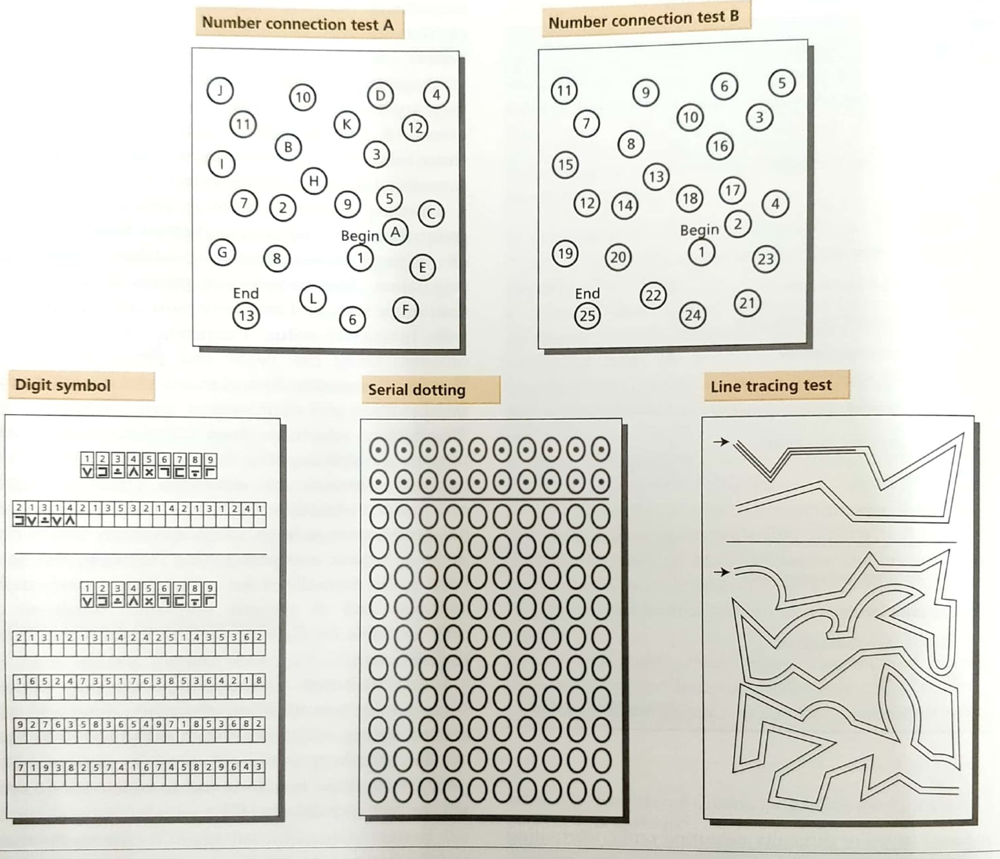 Number connection test A
J
10
D
4
11
K
12
B
3
I
H
7
2
9
5
C
Begin
A
G
8
1
E
End
L
F
13
6
Number connection test B
11
9
6
5
7
10
3
8
16
15
13
12
14
18
17
4
Begin
2
19
20
1
23
End
22
21
25
24
Digit symbol
1 2 3 4 5 6 7 8 9
2 1 3 1 4 2 1 3 5 3 2 1 4 2 1 3 1 2 4 1
1 2 3 4 5 6 7 8 9
2 1 3 1 2 1 3 1 4 2 4 2 5 1 4 3 5 3 6 2
1 6 5 2 4 7 3 5 1 7 6 3 8 5 3 6 4 2 1 8
9 2 7 6 3 5 8 3 6 5 4 9 7 1 8 5 3 6 8 2
7 1 9 3 8 2 5 7 4 1 6 7 4 5 8 2 9 6 4 3
Serial dotting
Line tracing test